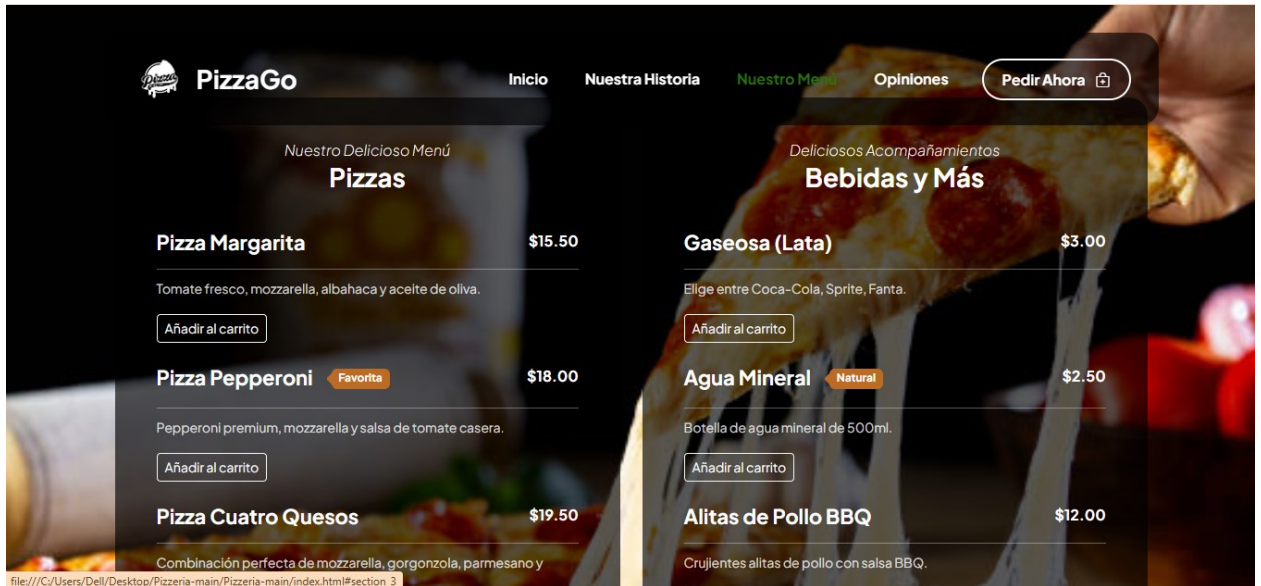 Pizza
PizzaGo
Inicio Nuestra Historia Nuestro Menú Opiniones Pedir Ahora
Nuestro Delicioso Menú
Pizzas
Pizza Margarita $15.50
Tomate fresco, mozzarella, albahaca y aceite de oliva.
Añadir al carrito
Pizza Pepperoni Favorita $18.00
Pepperoni premium, mozzarella y salsa de tomate casera.
Añadir al carrito
Pizza Cuatro Quesos $19.50
Combinación perfecta de mozzarella, gorgonzola, parmesano y
Deliciosos Acompañamientos
Bebidas y Más
Gaseosa (Lata) $3.00
Elige entre Coca-Cola, Sprite, Fanta.
Añadir al carrito
Agua Mineral Natural $2.50
Botella de agua mineral de 500ml.
Añadir al carrito
Alitas de Pollo BBQ $12.00
Crujientes alitas de pollo con salsa BBQ.
file:///C:/Users/Dell/Desktop/Pizzeria-main/Pizzeria-main/index.html#section_3